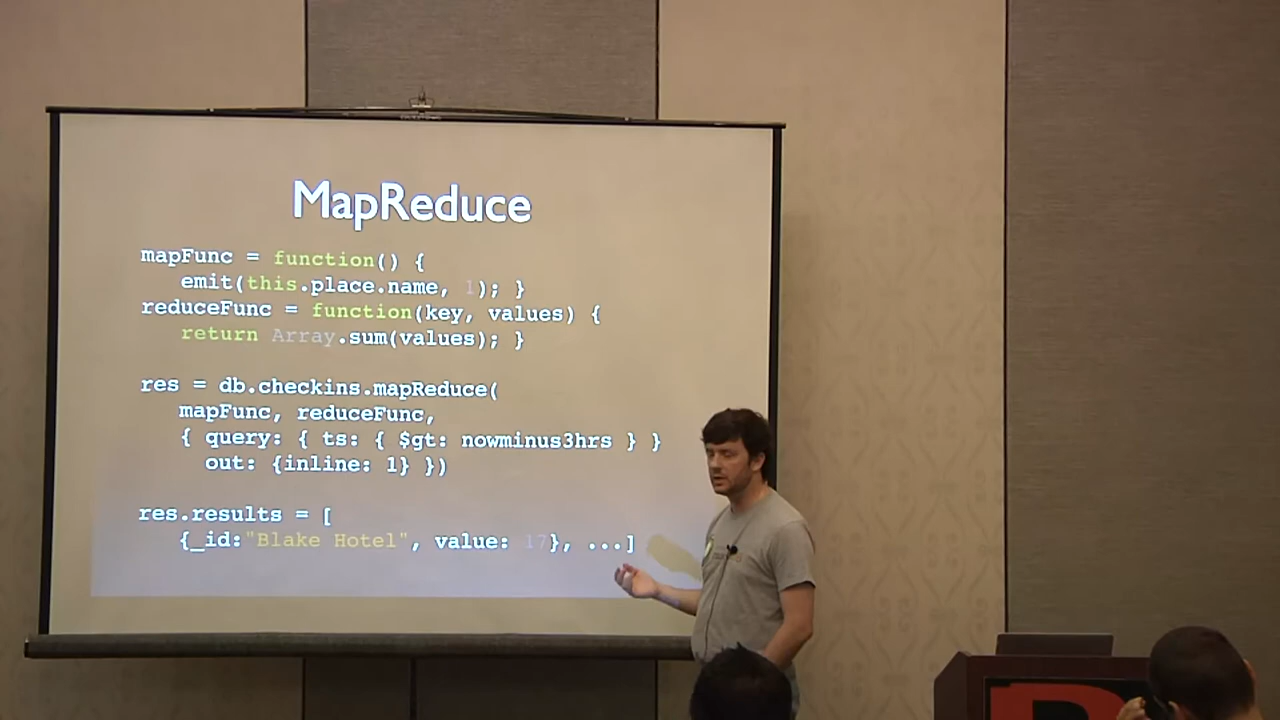 MapReduce
mapFunc = function() {
emit(this.place.name, 1); }
reduceFunc = function(key, values) {
return Array.sum(values); }
res = db.checkins.mapReduce(
mapFunc, reduceFunc,
{ query: { ts: { $gt: nowminus3hrs } }
out: {inline: 1} })
res.results = [
{_id:"Blake Hotel", value: 17}, ...]